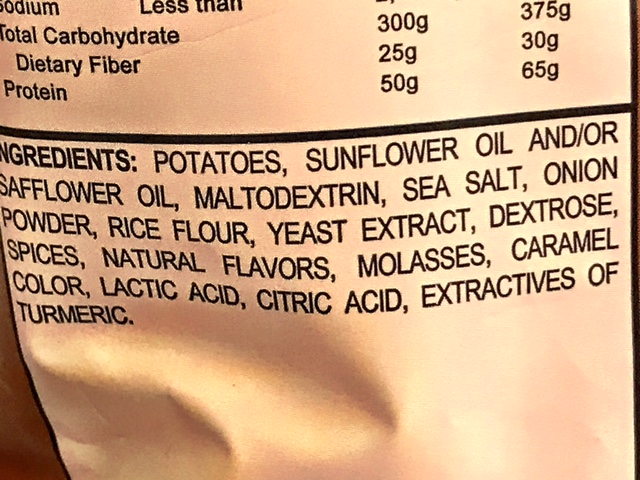 Sodium Less than
Total Carbohydrate 300g 375g
Dietary Fiber 25g 30g
Protein 50g 65g
INGREDIENTS: POTATOES, SUNFLOWER OIL AND/OR
SAFFLOWER OIL, MALTODEXTRIN, SEA SALT, ONION
POWDER, RICE FLOUR, YEAST EXTRACT, DEXTROSE,
SPICES, NATURAL FLAVORS, MOLASSES, CARAMEL
COLOR, LACTIC ACID, CITRIC ACID, EXTRACTIVES OF
TURMERIC.